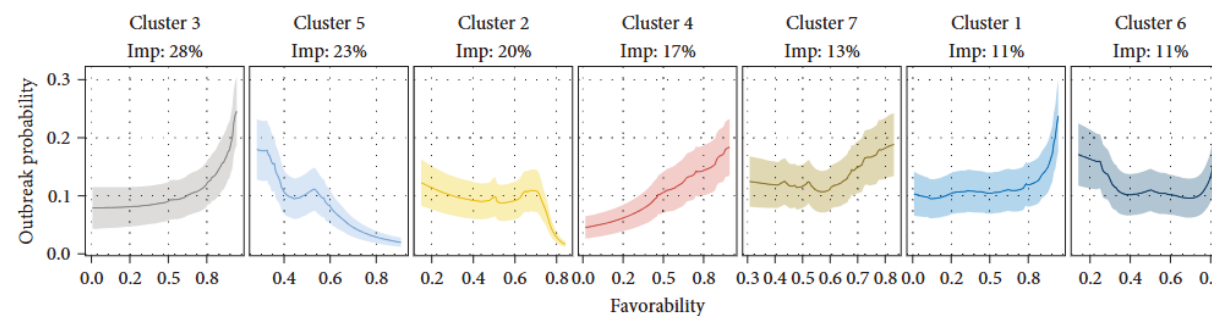 Cluster 3 Cluster 5 Cluster 2 Cluster 4 Cluster 7 Cluster 1 Cluster 6
Imp: 28% Imp: 23% Imp: 20% Imp: 17% Imp: 13% Imp: 11% Imp: 11%
Outbreak probability
0.3
0.2
0.1
0.0
0.0 0.2 0.5 0.8 0.4 0.6 0.8 0.2 0.4 0.6 0.8 0.0 0.2 0.5 0.8 0.3 0.4 0.5 0.6 0.7 0.8 0.0 0.2 0.5 0.8 0.2 0.4 0.6
Favorability